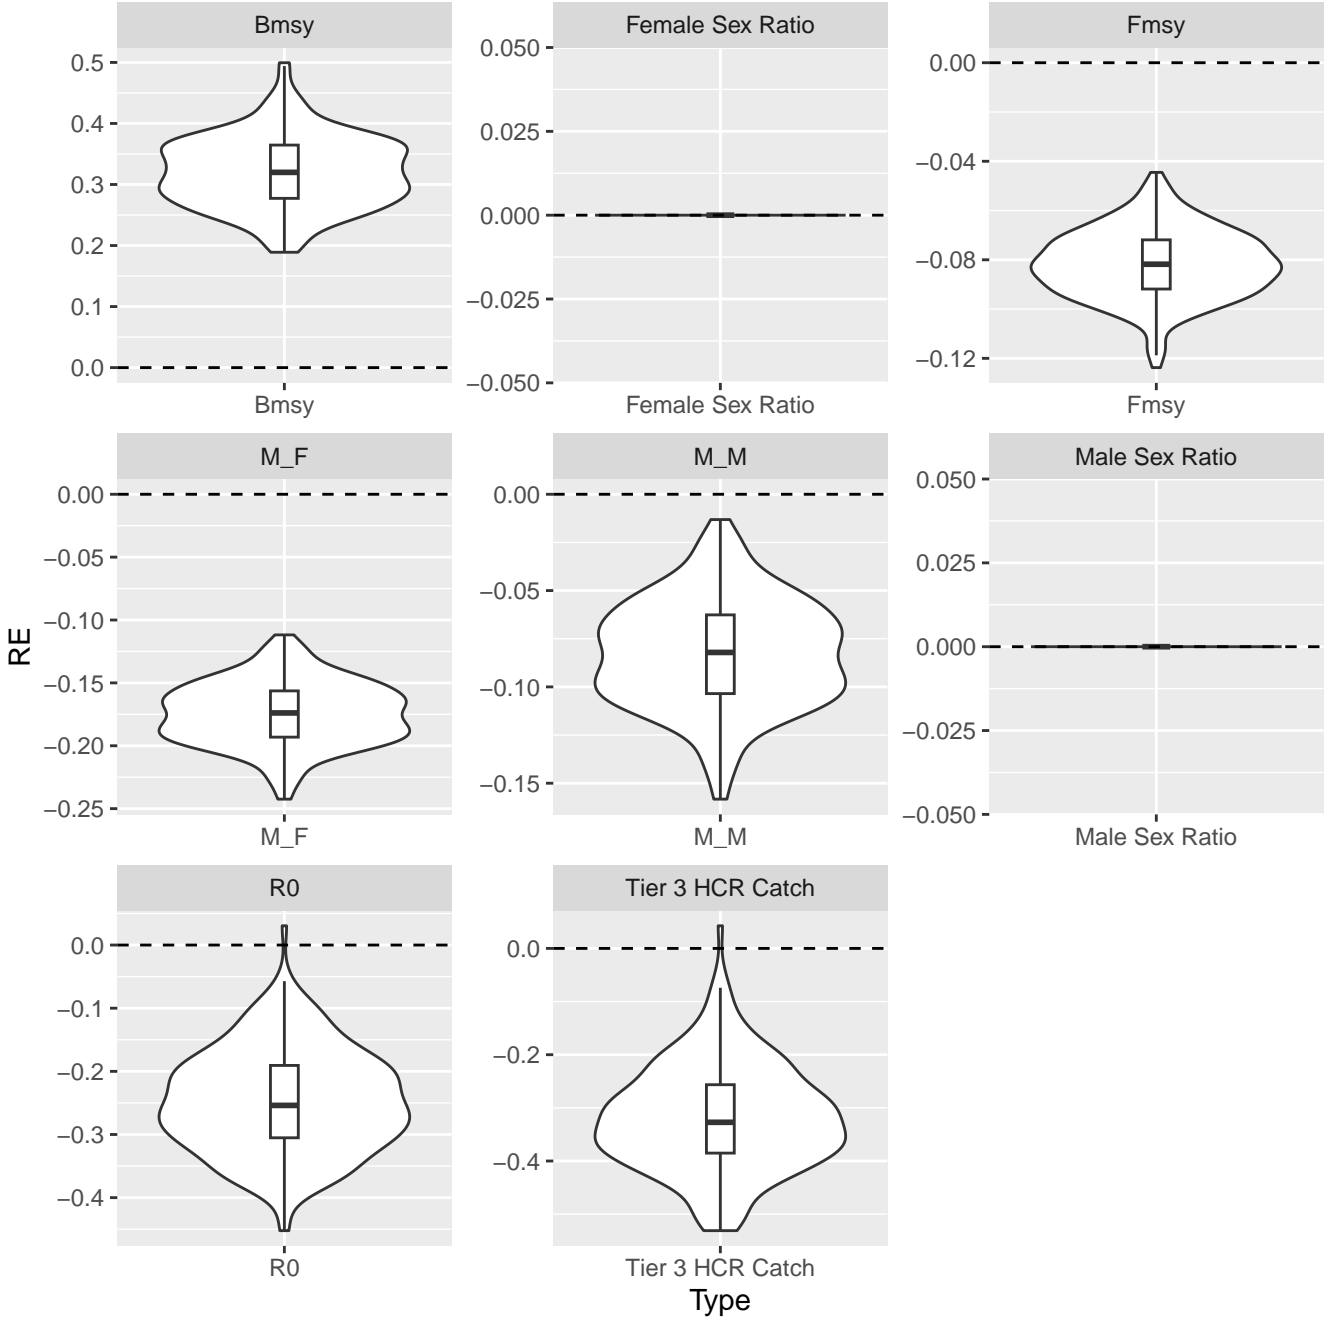 Bmsy
Female Sex Ratio
Fmsy
0.5
0.4
0.3
0.2
0.1
0.0
Bmsy
0.050
0.025
0.000
−0.025
−0.050
Female Sex Ratio
0.00
−0.04
−0.08
−0.12
Fmsy
RE
M_F
M_M
Male Sex Ratio
0.00
−0.05
−0.10
−0.15
−0.20
−0.25
M_F
0.00
−0.05
−0.10
−0.15
M_M
0.050
0.025
0.000
−0.025
−0.050
Male Sex Ratio
R0
Tier 3 HCR Catch
0.0
−0.1
−0.2
−0.3
−0.4
R0
0.0
−0.2
−0.4
Tier 3 HCR Catch
Type